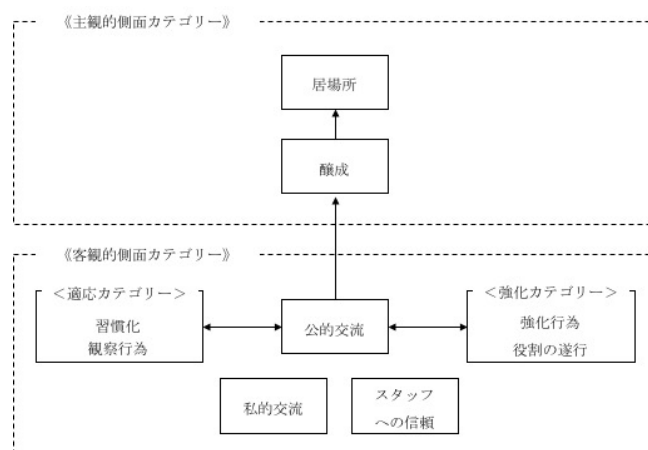 《主観的側面カテゴリー》
居場所
醸成
《客観的側面カテゴリー》
＜適応カテゴリー＞
習慣化
観察行為
公的交流
＜強化カテゴリー＞
強化行為
役割の遂行
私的交流
スタッフ
への信頼